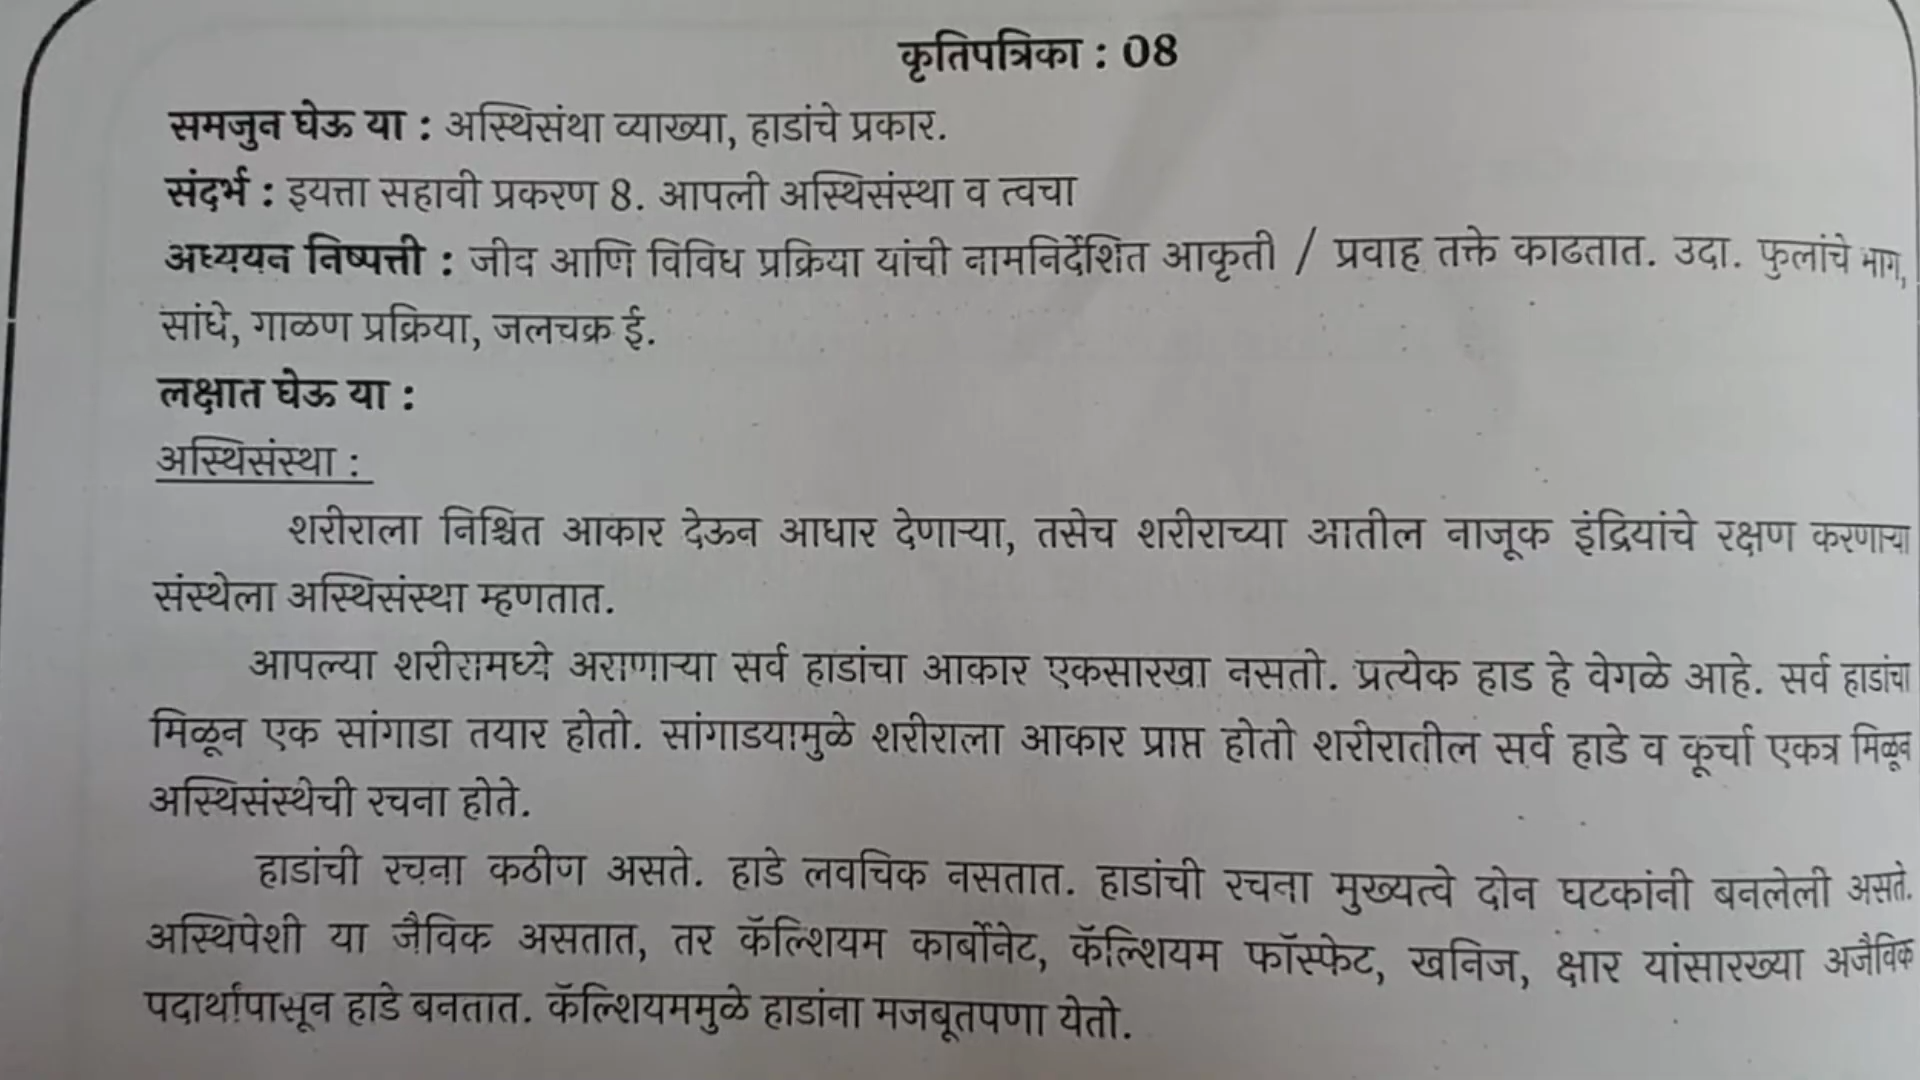 कृतिपत्रिका : 08
समजुन घेऊ या : अस्थिसंथा व्याख्या, हाडांचे प्रकार.
संदर्भ : इयत्ता सहावी प्रकरण 8. आपली अस्थिसंस्था व त्वचा
अध्ययन निष्पत्ती : जीव आणि विविध प्रक्रिया यांची नामनिर्देशित आकृती / प्रवाह तक्ते काढतात. उदा. फुलांचे भाग,
सांधे, गाळण प्रक्रिया, जलचक्र ई.
लक्षात घेऊ या :
अस्थिसंस्था :
शरीराला निश्चित आकार देऊन आधार देणाऱ्या, तसेच शरीराच्या आतील नाजूक इंद्रियांचे रक्षण करणाऱ्या
संस्थेला अस्थिसंस्था म्हणतात.
आपल्या शरीरामध्ये असणाऱ्या सर्व हाडांचा आकार एकसारखा नसतो. प्रत्येक हाड हे वेगळे आहे. सर्व हाडांचा
मिळून एक सांगाडा तयार होतो. सांगाडयामुळे शरीराला आकार प्राप्त होतो शरीरातील सर्व हाडे व कूर्चा एकत्र मिळून
अस्थिसंस्थेची रचना होते.
हाडांची रचना कठीण असते. हाडे लवचिक नसतात. हाडांची रचना मुख्यत्वे दोन घटकांनी बनलेली असते.
अस्थिपेशी या जैविक असतात, तर कॅल्शियम कार्बोनेट, कॅल्शियम फॉस्फेट, खनिज, क्षार यांसारख्या अजैविक
पदार्थांपासून हाडे बनतात. कॅल्शियममुळे हाडांना मजबूतपणा येतो.